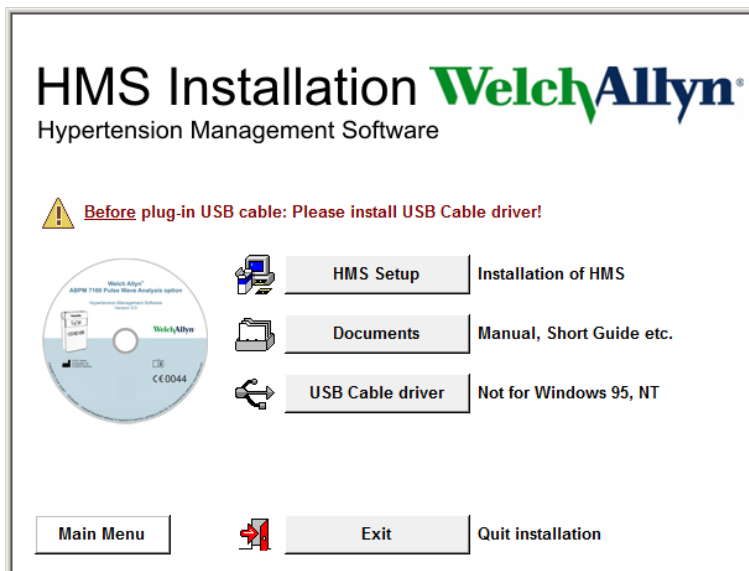 HMS Installation WelchAllyn®
Hypertension Management Software
Before plug-in USB cable: Please install USB Cable driver!
HMS Setup Installation of HMS
Welch Allyn®
ABPM 7100 Pulse Wave Analysis option
Hypertension Management Software
WelchAllyn
Documents Manual, Short Guide etc.
CE0044
USB Cable driver Not for Windows 95, NT
Main Menu Exit Quit installation